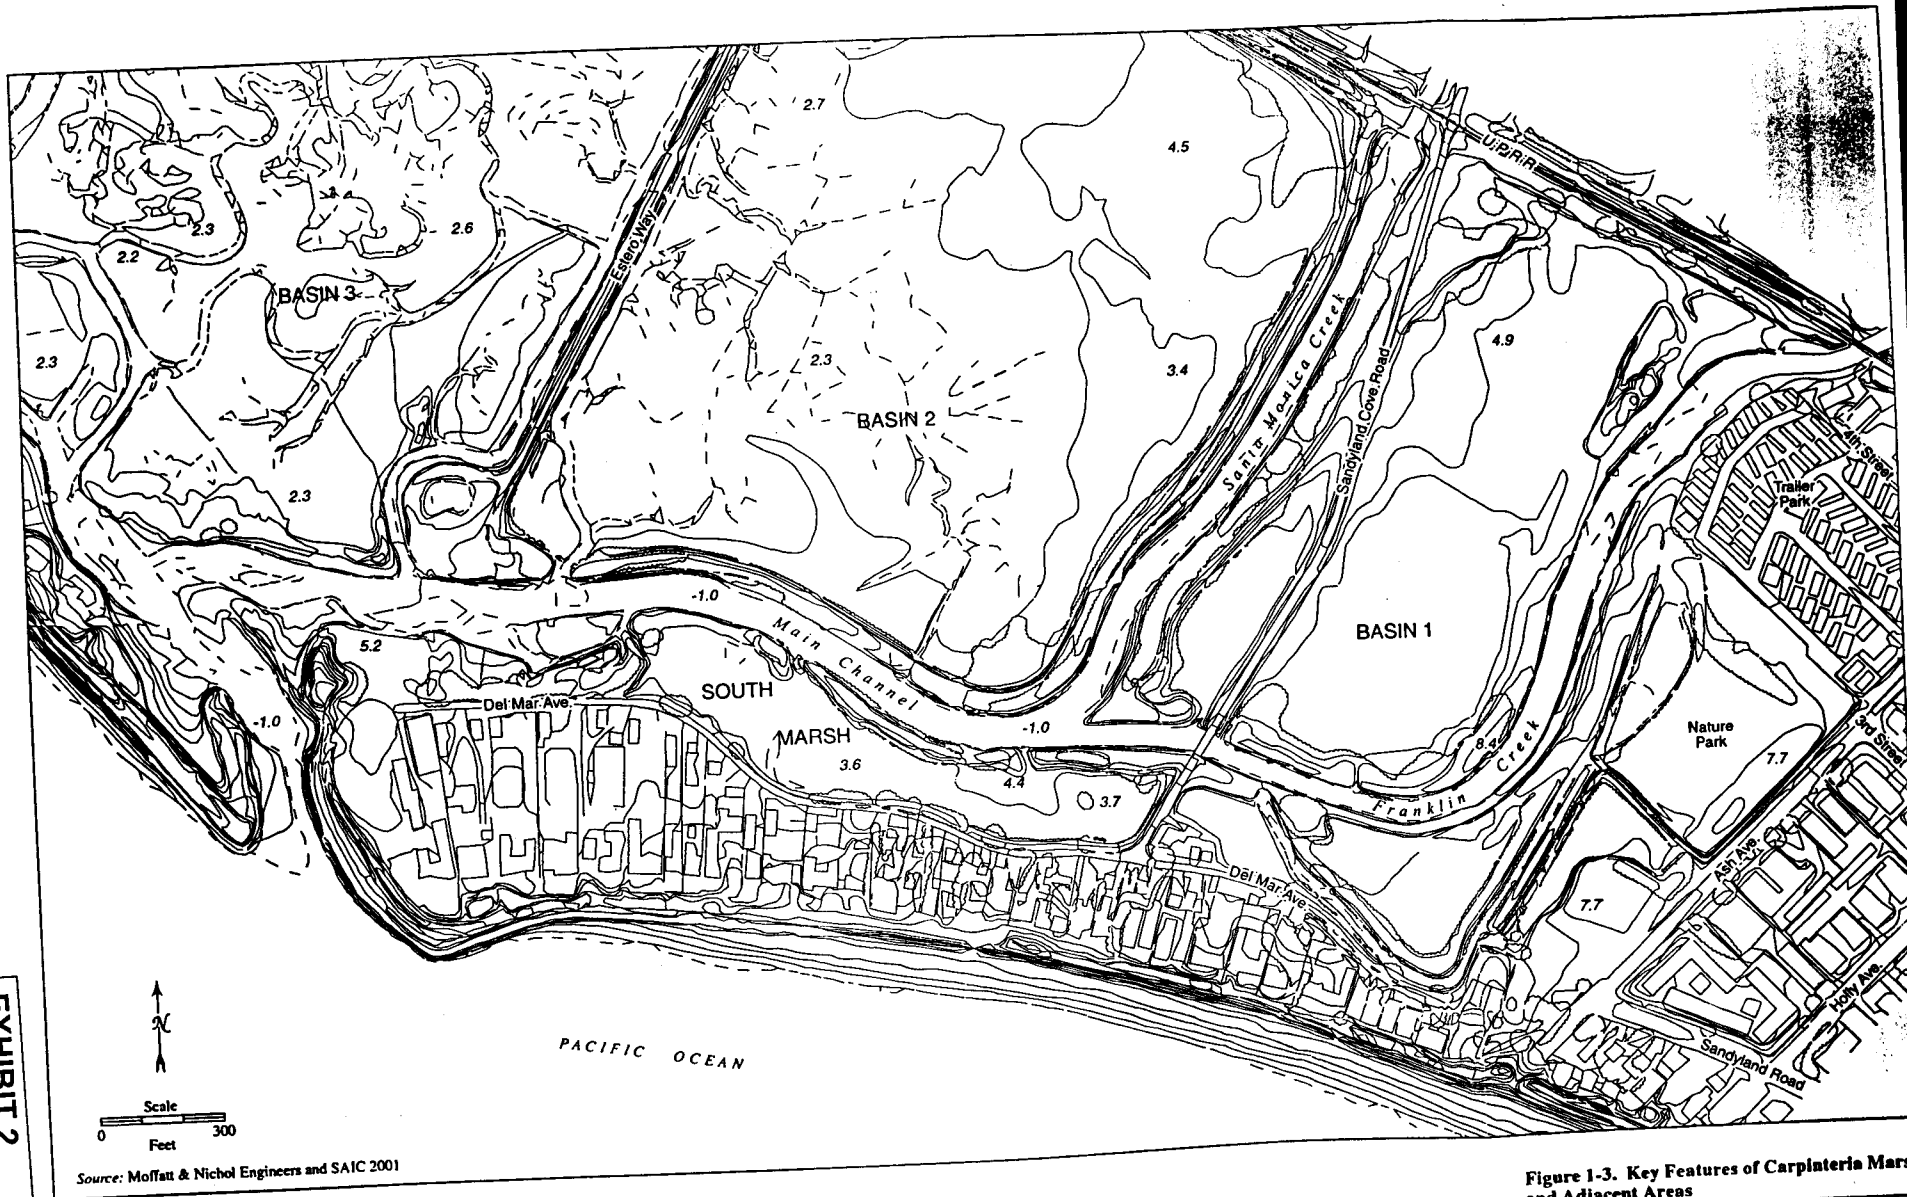 2.7
4.5
U.P.R.R.
2.3
2.6
2.2
Estero Way
BASIN 3
2.3
2.3
3.4
4.9
Santa Monica Creek
Sandyland Cove Road
BASIN 2
4th Street
Trailer
Park
2.3
-1.0
Main Channel
BASIN 1
5.2
SOUTH
MARSH
Del Mar Ave.
-1.0
-1.0
3.6
4.4
3.7
8.4
Franklin Creek
Nature
Park
7.7
3rd Street
Ash Ave.
Del Mar Ave.
7.7
Holly Ave.
Sandyland Road
PACIFIC OCEAN
N
Scale
0 300
Feet
Source: Moffatt & Nichol Engineers and SAIC 2001
Figure 1-3. Key Features of Carpinteria Mars
and Adjacent Areas
EXHIBIT 2